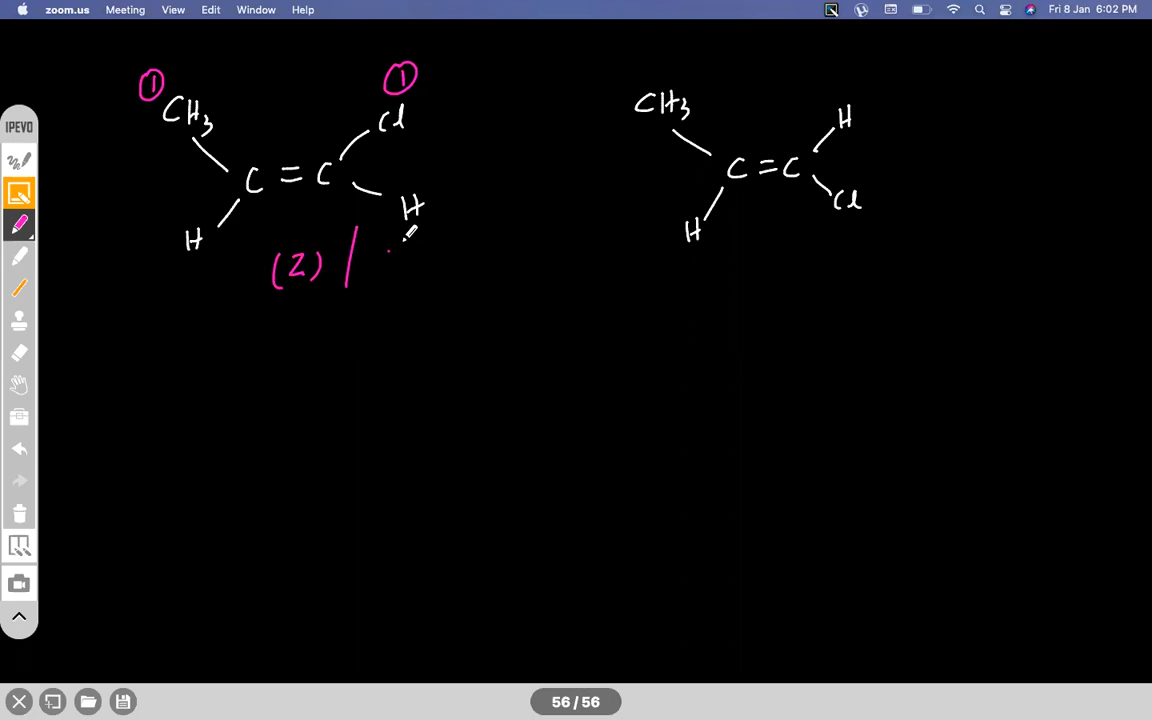 zoom.us Meeting View Edit Window Help Fri 8 Jan 6:02 PM
① ①
CH3 Cl
C = C
H H
(Z) |
CH3 H
C = C
H Cl
IPEVO
56 / 56